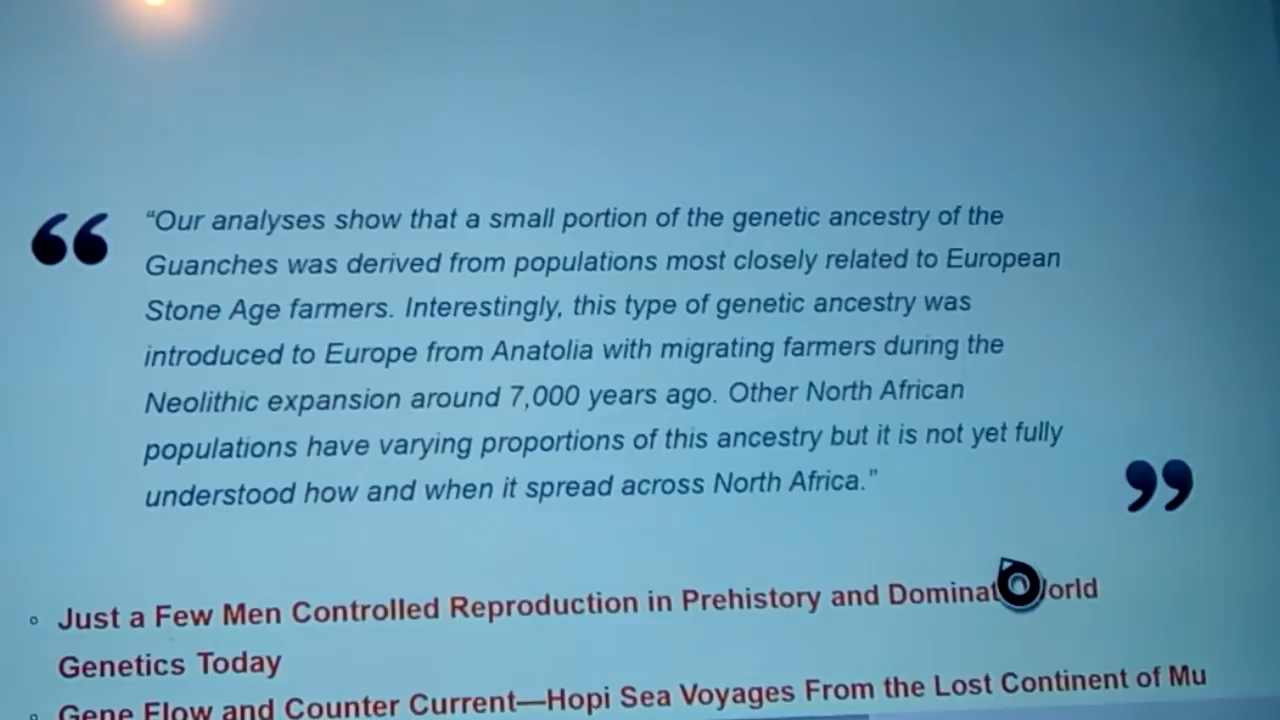 “Our analyses show that a small portion of the genetic ancestry of the
Guanches was derived from populations most closely related to European
Stone Age farmers. Interestingly, this type of genetic ancestry was
introduced to Europe from Anatolia with migrating farmers during the
Neolithic expansion around 7,000 years ago. Other North African
populations have varying proportions of this ancestry but it is not yet fully
understood how and when it spread across North Africa.”
Just a Few Men Controlled Reproduction in Prehistory and
Genetics Today
Gene Flow and Counter Current—Hopi Sea Voyages From the Lost Continent of Mu